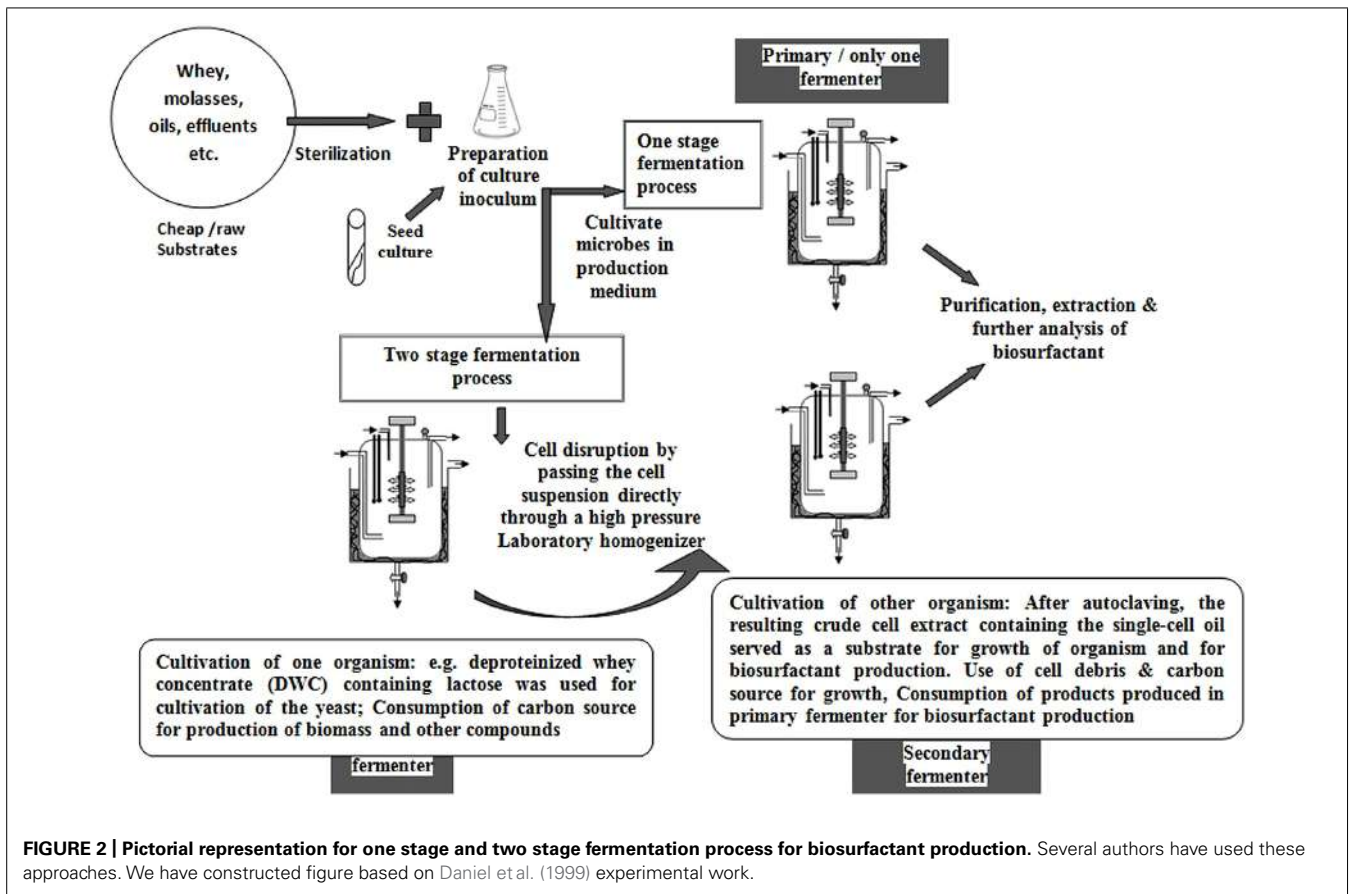 Whey,
molasses,
oils, effluents
etc.
Cheap /raw
Substrates
Sterilization
Seed
culture
Preparation
of culture
inoculum
Cultivate
microbes in
production
medium
One stage
fermentation
process
Primary / only one
fermenter
Purification, extraction &
further analysis of
biosurfactant
Two stage fermentation
process
Cell disruption by
passing the cell
suspension directly
through a high pressure
Laboratory homogenizer
Cultivation of one organism: e.g. deproteinized whey
concentrate (DWC) containing lactose was used for
cultivation of the yeast; Consumption of carbon source
for production of biomass and other compounds
fermenter
Cultivation of other organism: After autoclaving, the
resulting crude cell extract containing the single-cell oil
served as a substrate for growth of organism and for
biosurfactant production. Use of cell debris & carbon
source for growth, Consumption of products produced in
primary fermenter for biosurfactant production
Secondary
fermenter
FIGURE 2 | Pictorial representation for one stage and two stage fermentation process for biosurfactant production. Several authors have used these
approaches. We have constructed figure based on Daniel et al. (1999) experimental work.